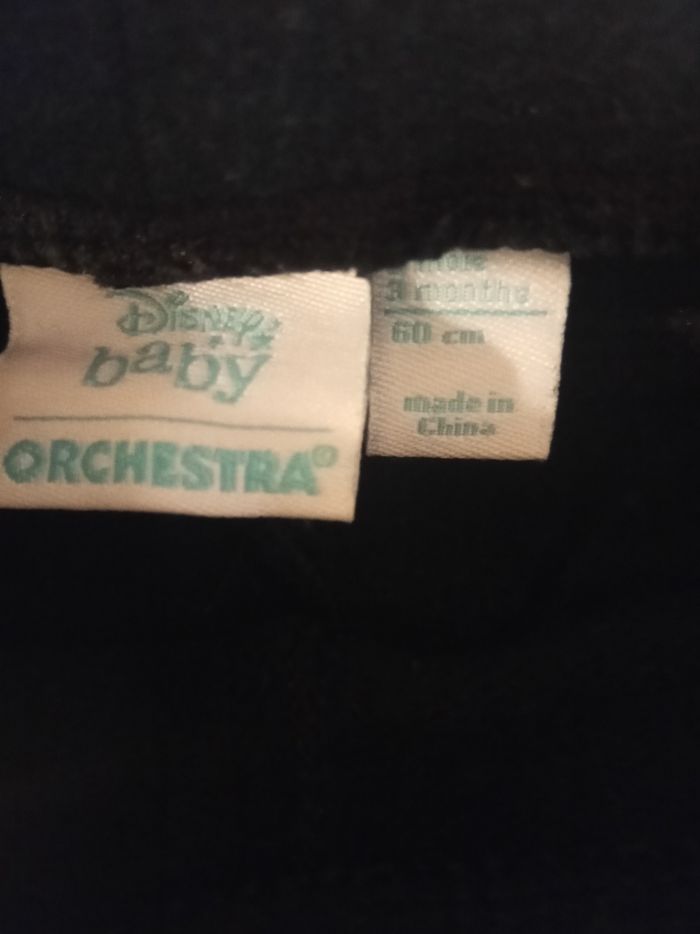 Disney
baby
ORCHESTRA®
3 months
60 cm
made in
China